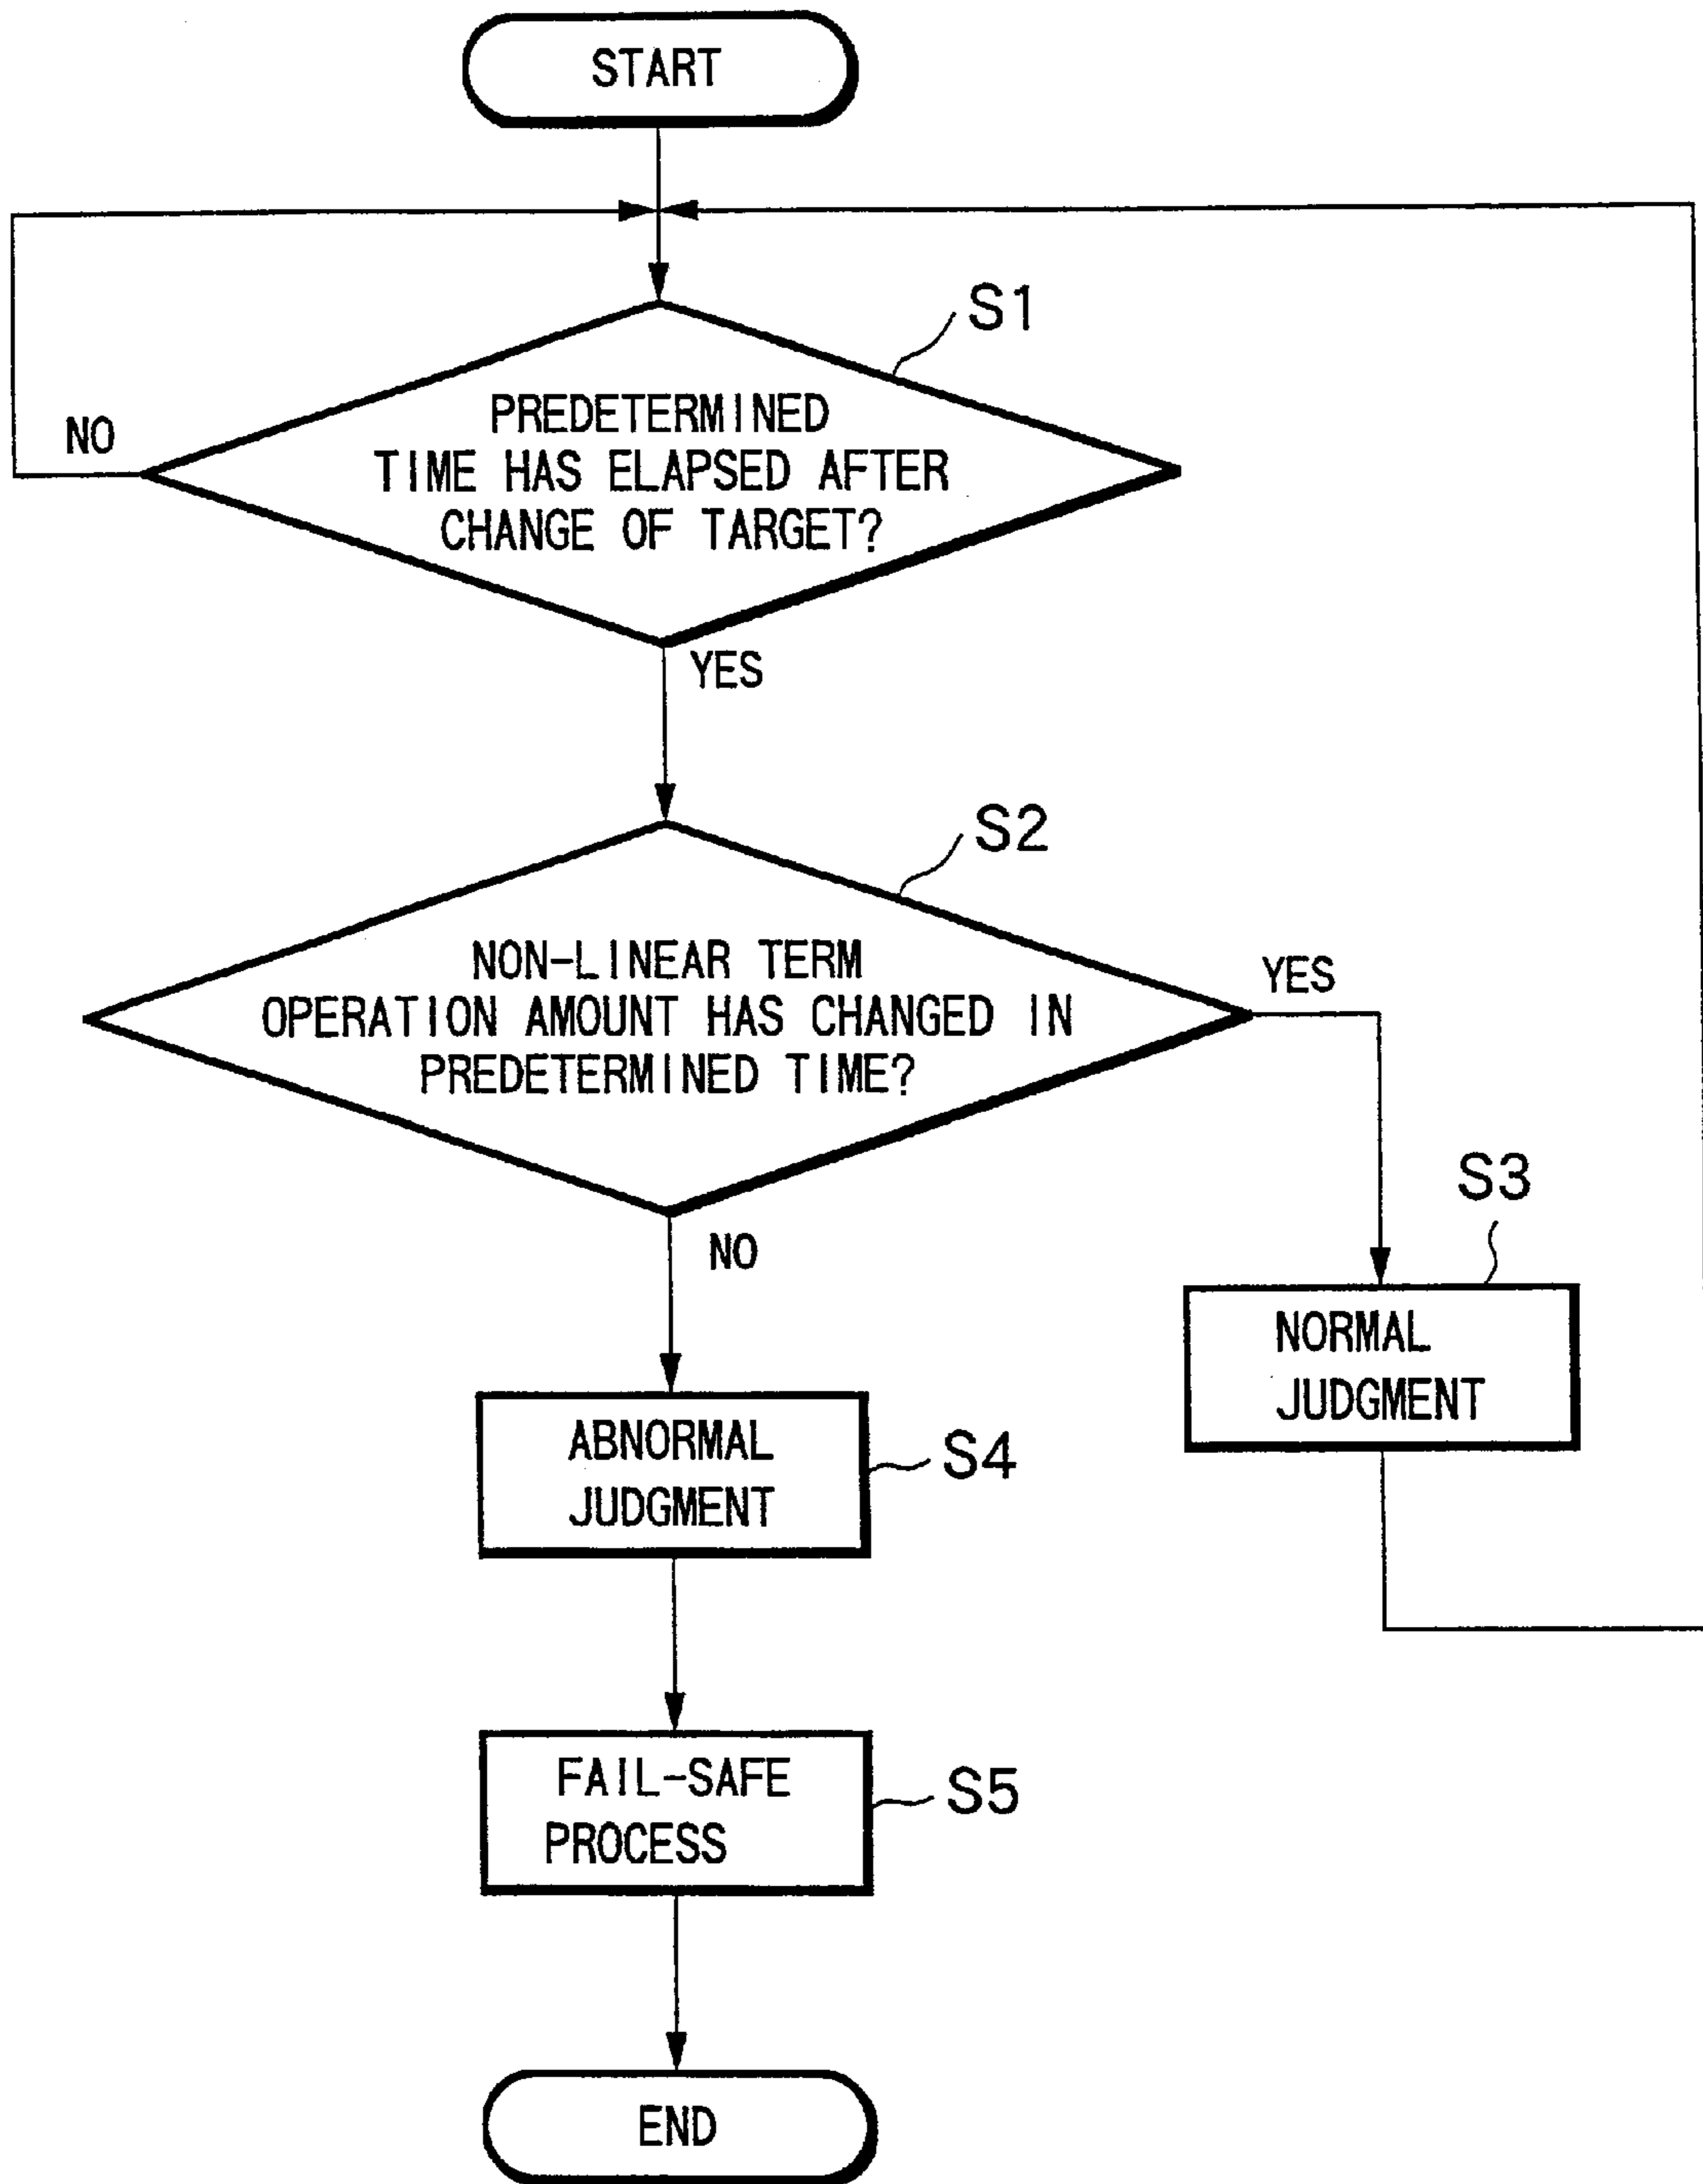 START
S1
PREDETERMINED
TIME HAS ELAPSED AFTER
CHANGE OF TARGET?
NO
YES
S2
NON-LINEAR TERM
OPERATION AMOUNT HAS CHANGED IN
PREDETERMINED TIME?
YES
NO
S3
NORMAL
JUDGMENT
ABNORMAL
JUDGMENT
S4
FAIL-SAFE
PROCESS
S5
END